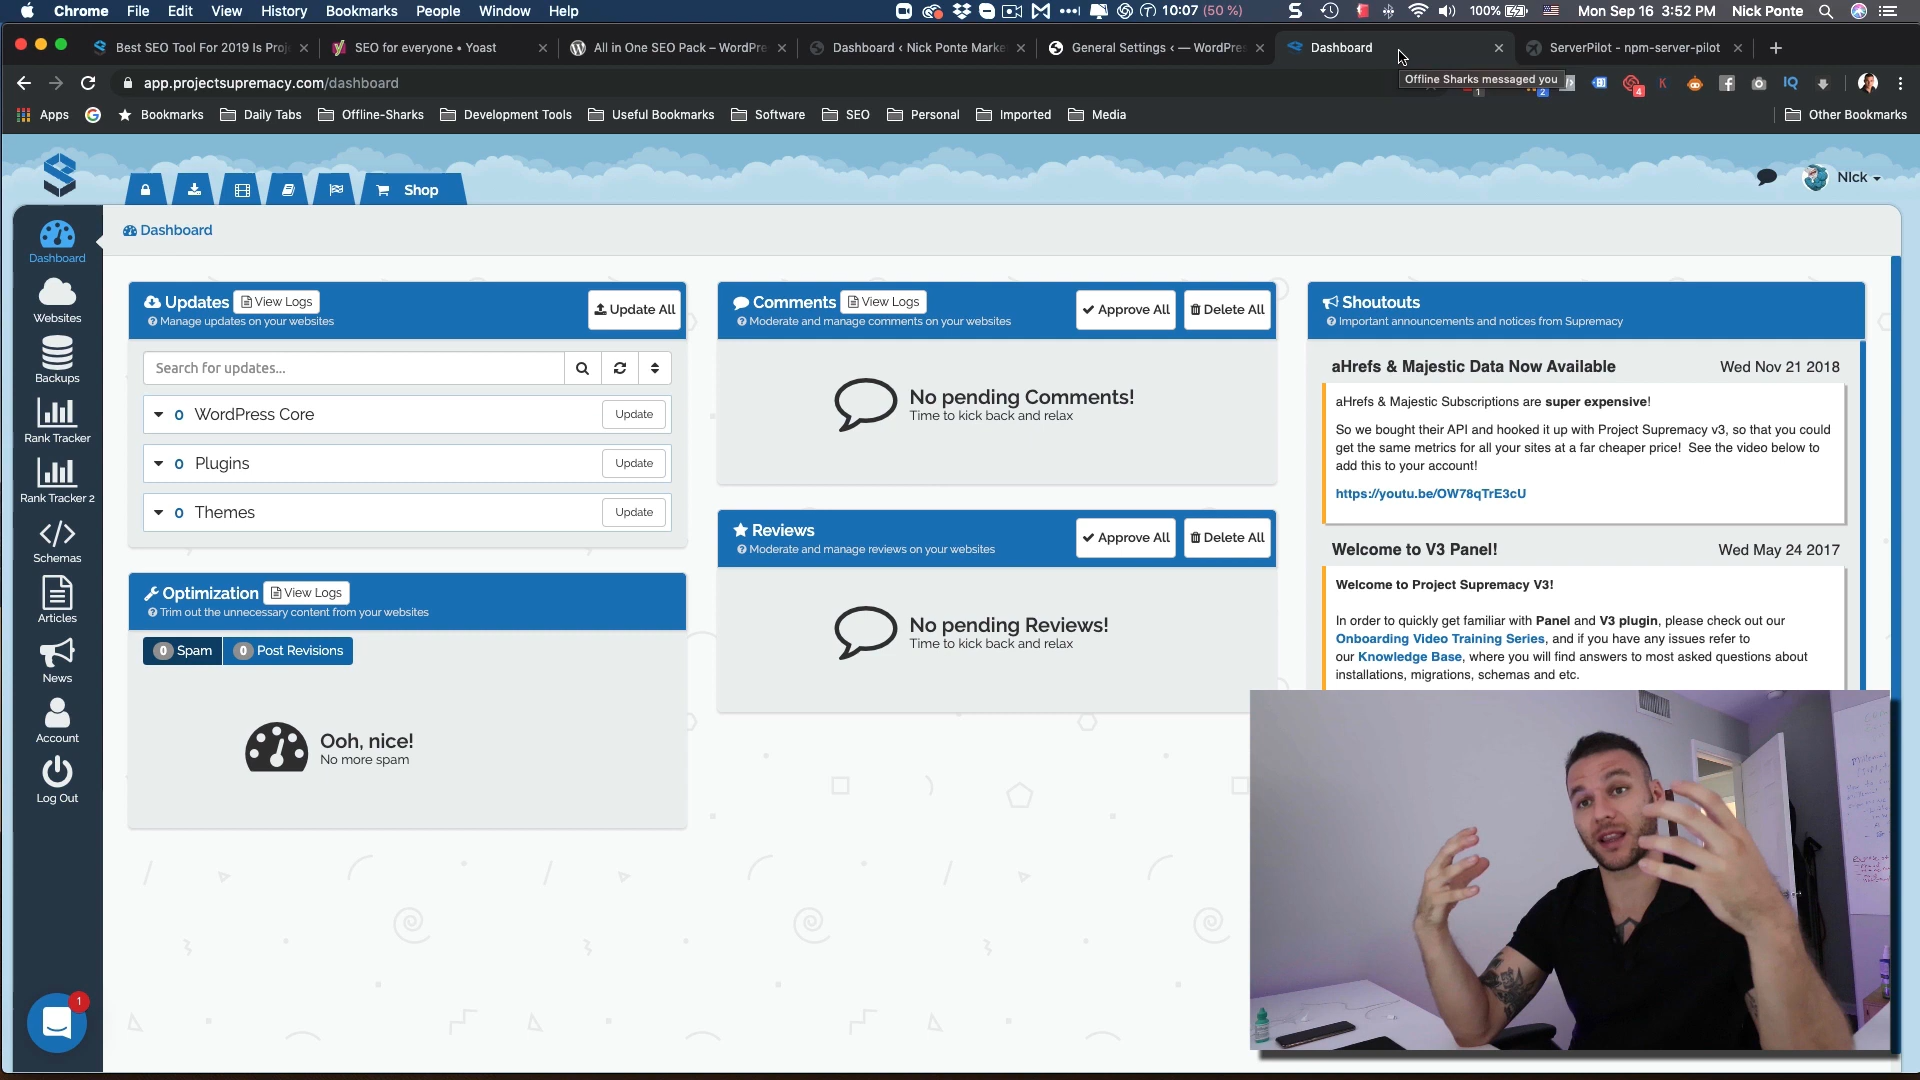 Chrome File Edit View History Bookmarks People Window Help 10:07 (50 %) 100% Mon Sep 16 3:52 PM Nick Ponte
Best SEO Tool For 2019 Is Proj SEO for everyone • Yoast All in One SEO Pack – WordPre Dashboard ‹ Nick Ponte Marke General Settings ‹ — WordPres Dashboard ServerPilot - npm-server-pilot
app.projectsupremacy.com/dashboard
Offline Sharks messaged you
1 2 4 K IQ
Apps Bookmarks Daily Tabs Offline-Sharks Development Tools Useful Bookmarks Software SEO Personal Imported Media Other Bookmarks
Shop
NIck
Dashboard
Websites
Backups
Rank Tracker
Rank Tracker 2
Schemas
Articles
News
Account
Log Out
1
Dashboard
Updates View Logs
Manage updates on your websites
Update All
Search for updates...
0 WordPress Core Update
0 Plugins Update
0 Themes Update
Optimization View Logs
Trim out the unnecessary content from your websites
0 Spam 0 Post Revisions
Ooh, nice!
No more spam
Comments View Logs
Moderate and manage comments on your websites
Approve All Delete All
No pending Comments!
Time to kick back and relax
Reviews
Moderate and manage reviews on your websites
Approve All Delete All
No pending Reviews!
Time to kick back and relax
Shoutouts
Important announcements and notices from Supremacy
aHrefs & Majestic Data Now Available Wed Nov 21 2018
aHrefs & Majestic Subscriptions are super expensive!
So we bought their API and hooked it up with Project Supremacy v3, so that you could
get the same metrics for all your sites at a far cheaper price! See the video below to
add this to your account!
https://youtu.be/OW78qTrE3cU
Welcome to V3 Panel! Wed May 24 2017
Welcome to Project Supremacy V3!
In order to quickly get familiar with Panel and V3 plugin, please check out our
Onboarding Video Training Series, and if you have any issues refer to
our Knowledge Base, where you will find answers to most asked questions about
installations, migrations, schemas and etc.